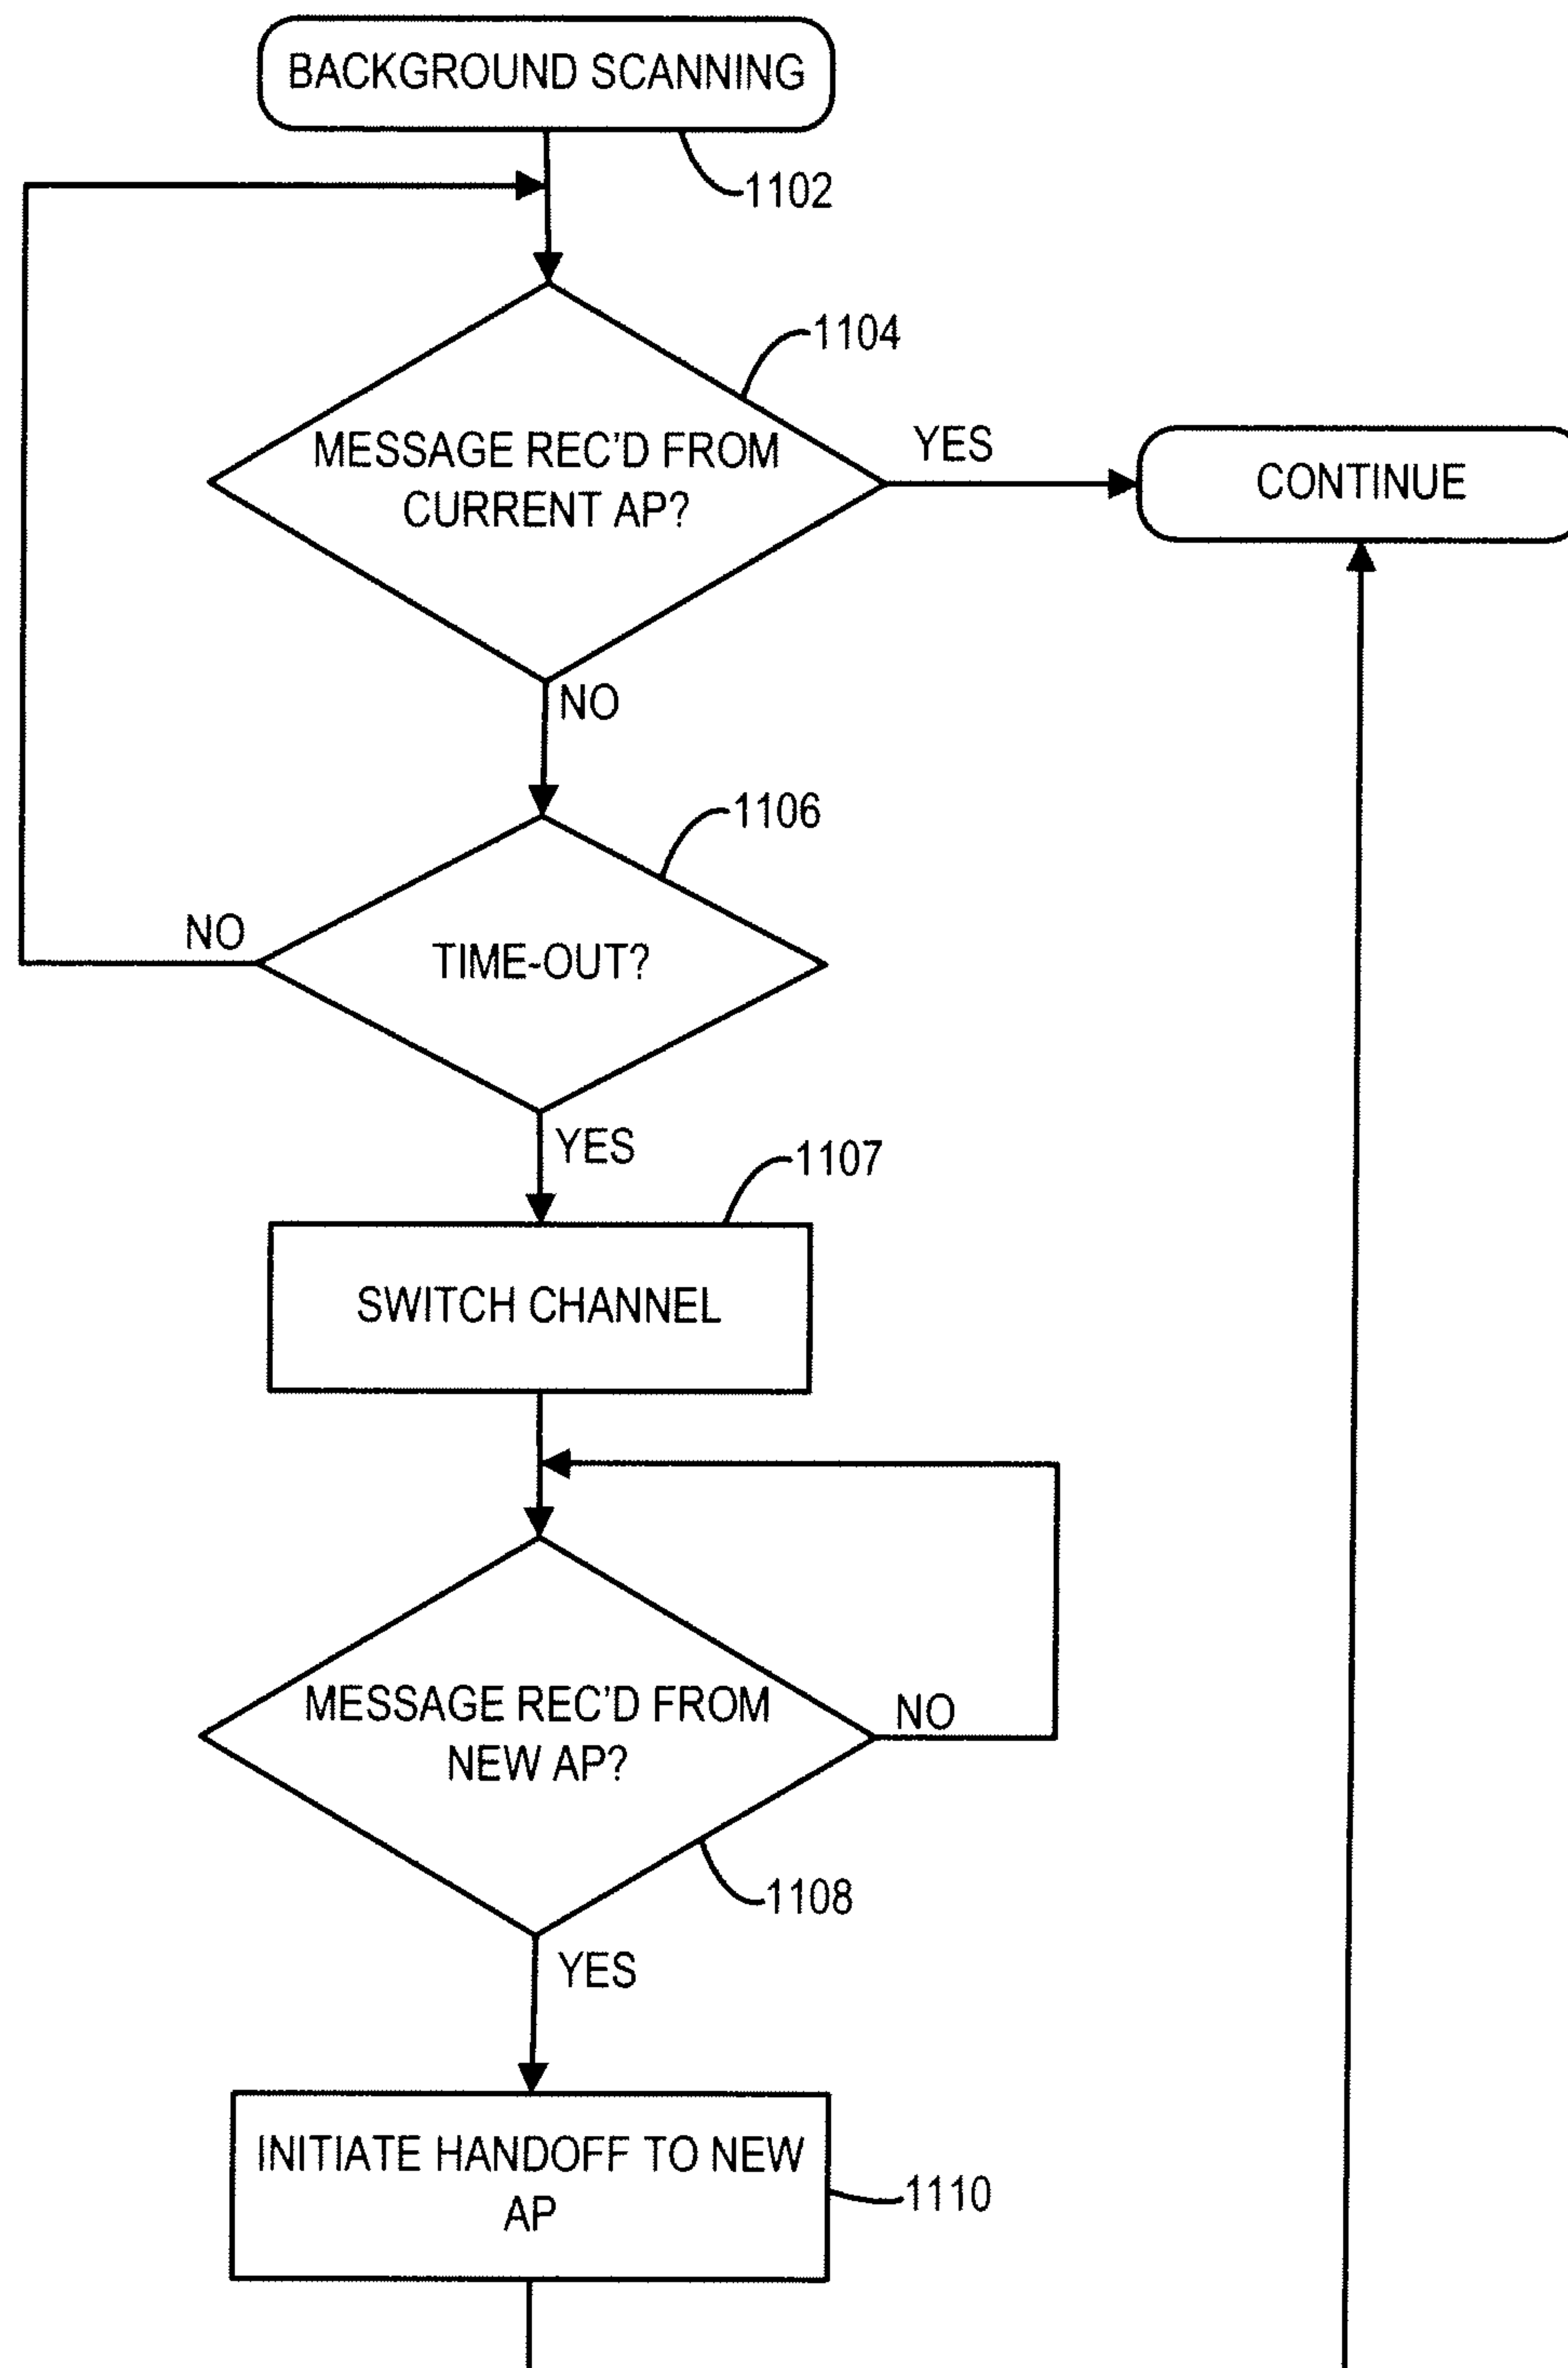 BACKGROUND SCANNING
1102
1104
MESSAGE REC'D FROM
CURRENT AP?
YES
CONTINUE
NO
1106
NO
TIME-OUT?
YES
1107
SWITCH CHANNEL
MESSAGE REC'D FROM
NEW AP?
NO
1108
YES
INITIATE HANDOFF TO NEW
AP
1110